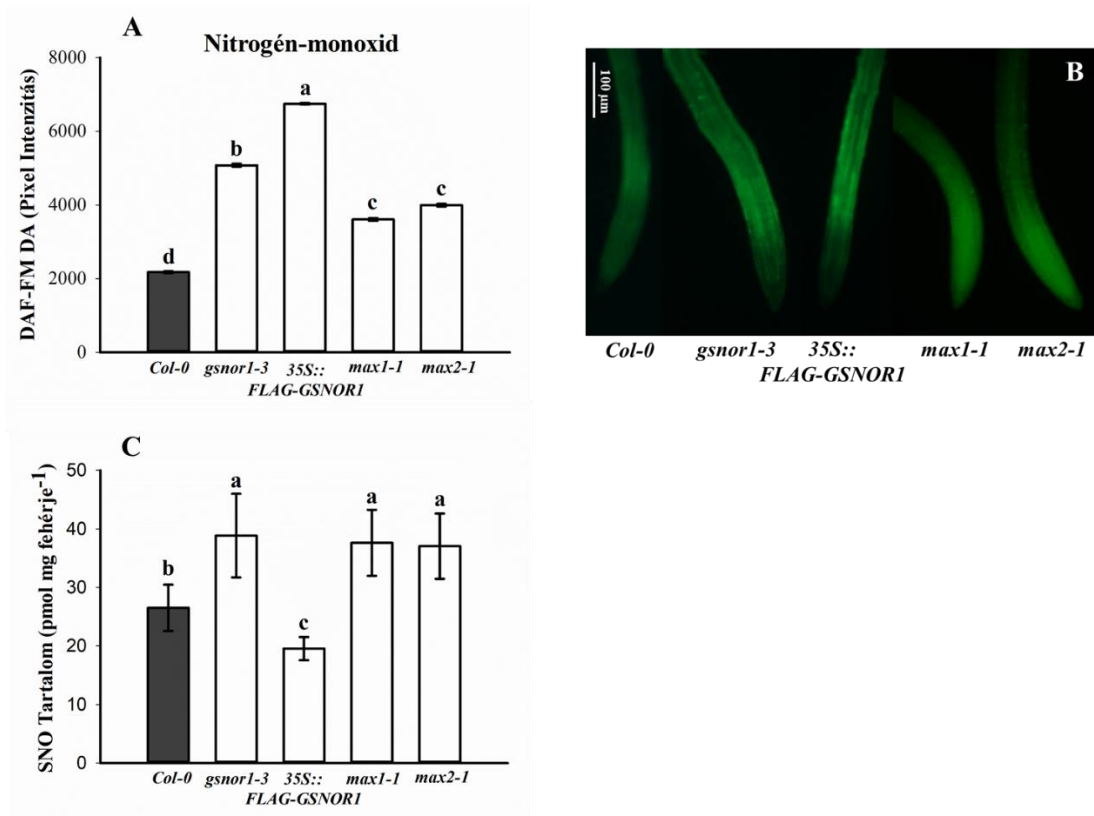 A
Nitrogén-monoxid
DAF-FM DA (Pixel Intenzitás)
8000
6000
4000
2000
0
d
b
a
c
c
Col-0 gsnor1-3 35S:: max1-1 max2-1
FLAG-GSNOR1
B
100 µm
Col-0 gsnor1-3 35S:: max1-1 max2-1
FLAG-GSNOR1
C
SNO Tartalom (pmol mg fehérje-1)
50
40
30
20
10
0
b
a
c
a
a
Col-0 gsnor1-3 35S:: max1-1 max2-1
FLAG-GSNOR1